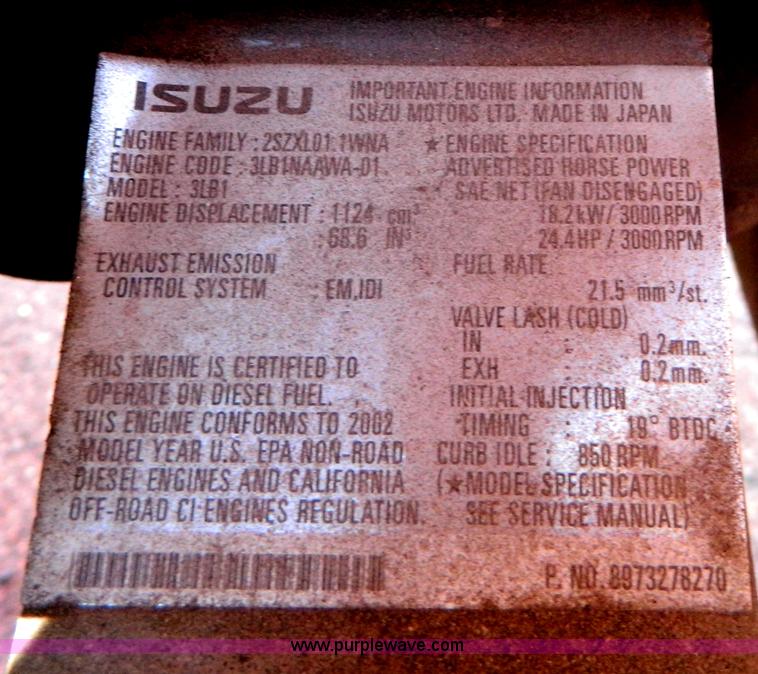 ISUZU
IMPORTANT ENGINE INFORMATION
ISUZU MOTORS LTD. MADE IN JAPAN
ENGINE FAMILY : 2SZXL01.1WNA
ENGINE CODE : 3LB1NAAWA-01
MODEL : 3LB1
ENGINE DISPLACEMENT : 1124 cm³
: 68.6 IN³
EXHAUST EMISSION
CONTROL SYSTEM : EM,IDI
THIS ENGINE IS CERTIFIED TO
OPERATE ON DIESEL FUEL.
THIS ENGINE CONFORMS TO 2002
MODEL YEAR U.S. EPA NON-ROAD
DIESEL ENGINES AND CALIFORNIA
OFF-ROAD CI ENGINES REGULATION.
★ENGINE SPECIFICATION
ADVERTISED HORSE POWER
SAE NET (FAN DISENGAGED)
18.2kW/3000RPM
24.4HP/3000RPM
FUEL RATE
21.5 mm³/st.
VALVE LASH (COLD)
IN : 0.2mm.
EXH : 0.2mm.
INITIAL INJECTION
TIMING : BTDC
CURB IDLE : 850 RPM
(★MODEL SPECIFICATION
SEE SERVICE MANUAL)
P. NO. 8973278270
www.purplewave.com